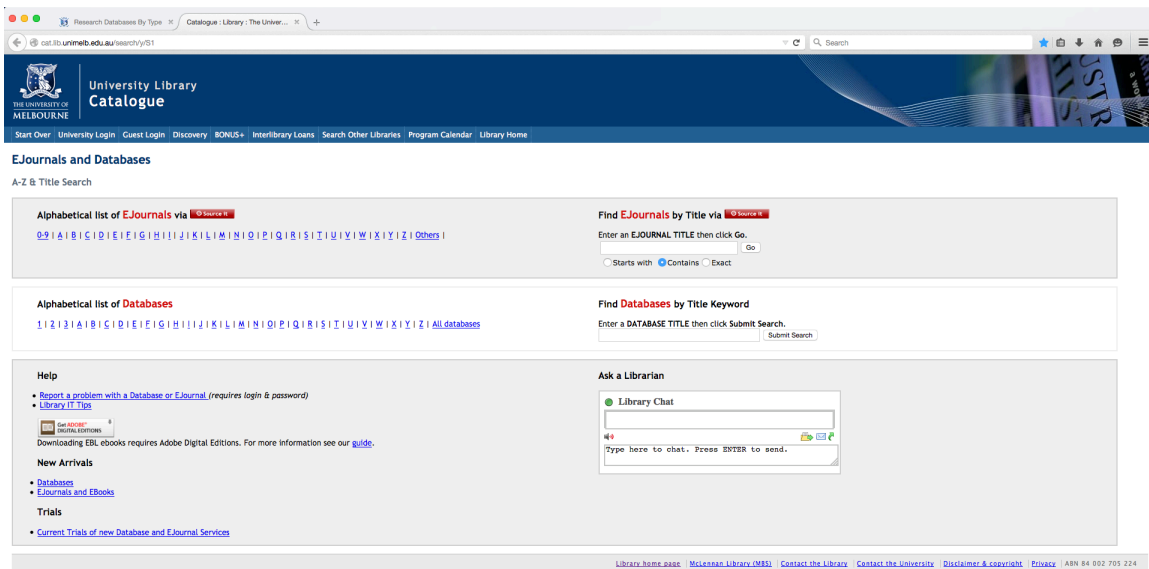 Research Databases By Type
Catalogue : Library : The Univer...
cat.lib.unimelb.edu.au/search/y/S1
Search
THE UNIVERSITY OF
MELBOURNE
University Library
Catalogue
Start Over University Login Guest Login Discovery BONUS+ Interlibrary Loans Search Other Libraries Program Calendar Library Home
EJournals and Databases
A-Z & Title Search
Alphabetical list of EJournals via Source it
0-9 | A | B | C | D | E | F | G | H | I | J | K | L | M | N | O | P | Q | R | S | T | U | V | W | X | Y | Z | Others |
Find EJournals by Title via Source it
Enter an EJOURNAL TITLE then click Go.
Go
Starts with Contains Exact
Alphabetical list of Databases
1 | 2 | 3 | A | B | C | D | E | F | G | H | I | J | K | L | M | N | O | P | Q | R | S | T | U | V | W | X | Y | Z | All databases
Find Databases by Title Keyword
Enter a DATABASE TITLE then click Submit Search.
Submit Search
Help
• Report a problem with a Database or EJournal (requires login & password)
• Library IT Tips
Get ADOBE®
DIGITAL EDITIONS
Downloading EBL ebooks requires Adobe Digital Editions. For more information see our guide.
New Arrivals
• Databases
• EJournals and EBooks
Trials
• Current Trials of new Database and EJournal Services
Ask a Librarian
Library Chat
Type here to chat. Press ENTER to send.
Library home page | McLennan Library (MBS) | Contact the Library | Contact the University | Disclaimer & copyright | Privacy | ABN 84 002 705 224